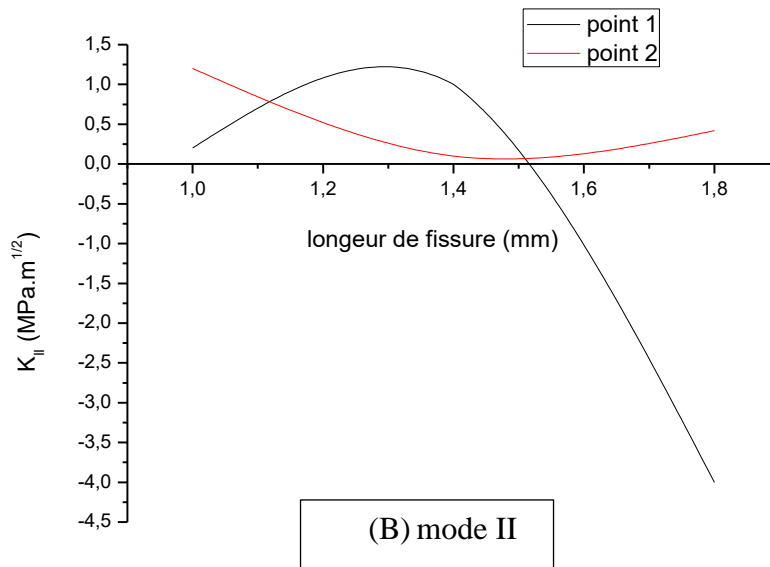 point 1
point 2
1,5
1,0
0,5
0,0
-0,5
-1,0
-1,5
-2,0
-2,5
-3,0
-3,5
-4,0
-4,5
1,0 1,2 1,4 1,6 1,8
longeur de fissure (mm)
K_II (MPa.m^1/2)
(B) mode II